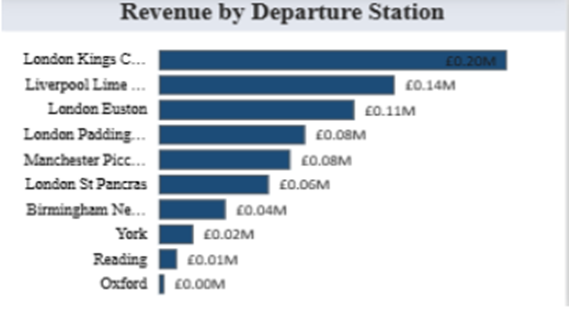 Revenue by Departure Station
London Kings C... £0.20M
Liverpool Lime ... £0.14M
London Euston £0.11M
London Padding... £0.08M
Manchester Picc... £0.08M
London St Pancras £0.06M
Birmingham Ne... £0.04M
York £0.02M
Reading £0.01M
Oxford £0.00M